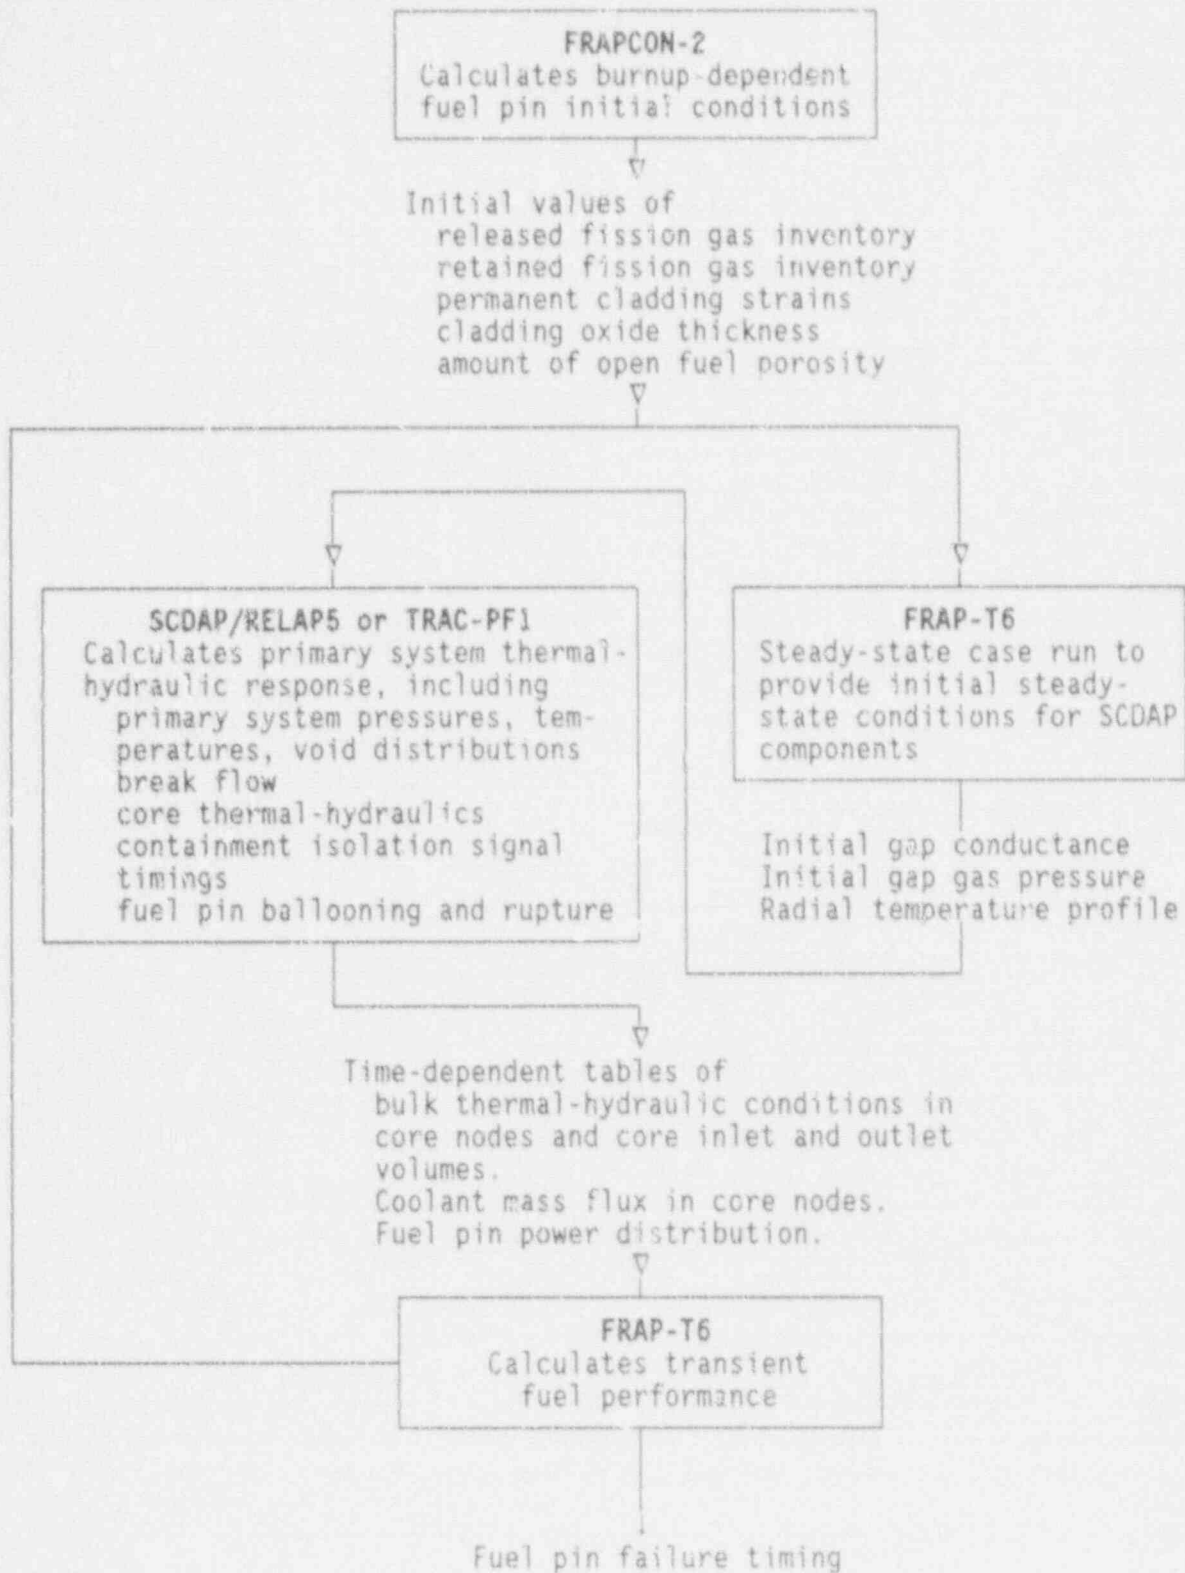 FRAPCON-2
Calculates burnup-dependent
fuel pin initial conditions
Initial values of
released fission gas inventory
retained fission gas inventory
permanent cladding strains
cladding oxide thickness
amount of open fuel porosity
SCDAP/RELAP5 or TRAC-PF1
Calculates primary system thermal-
hydraulic response, including
primary system pressures, tem-
peratures, void distributions
break flow
core thermal-hydraulics
containment isolation signal
timings
fuel pin ballooning and rupture
FRAP-T6
Steady-state case run to
provide initial steady-
state conditions for SCDAP
components
Initial gap conductance
Initial gap gas pressure
Radial temperature profile
Time-dependent tables of
bulk thermal-hydraulic conditions in
core nodes and core inlet and outlet
volumes.
Coolant mass flux in core nodes.
Fuel pin power distribution.
FRAP-T6
Calculates transient
fuel performance
Fuel pin failure timing